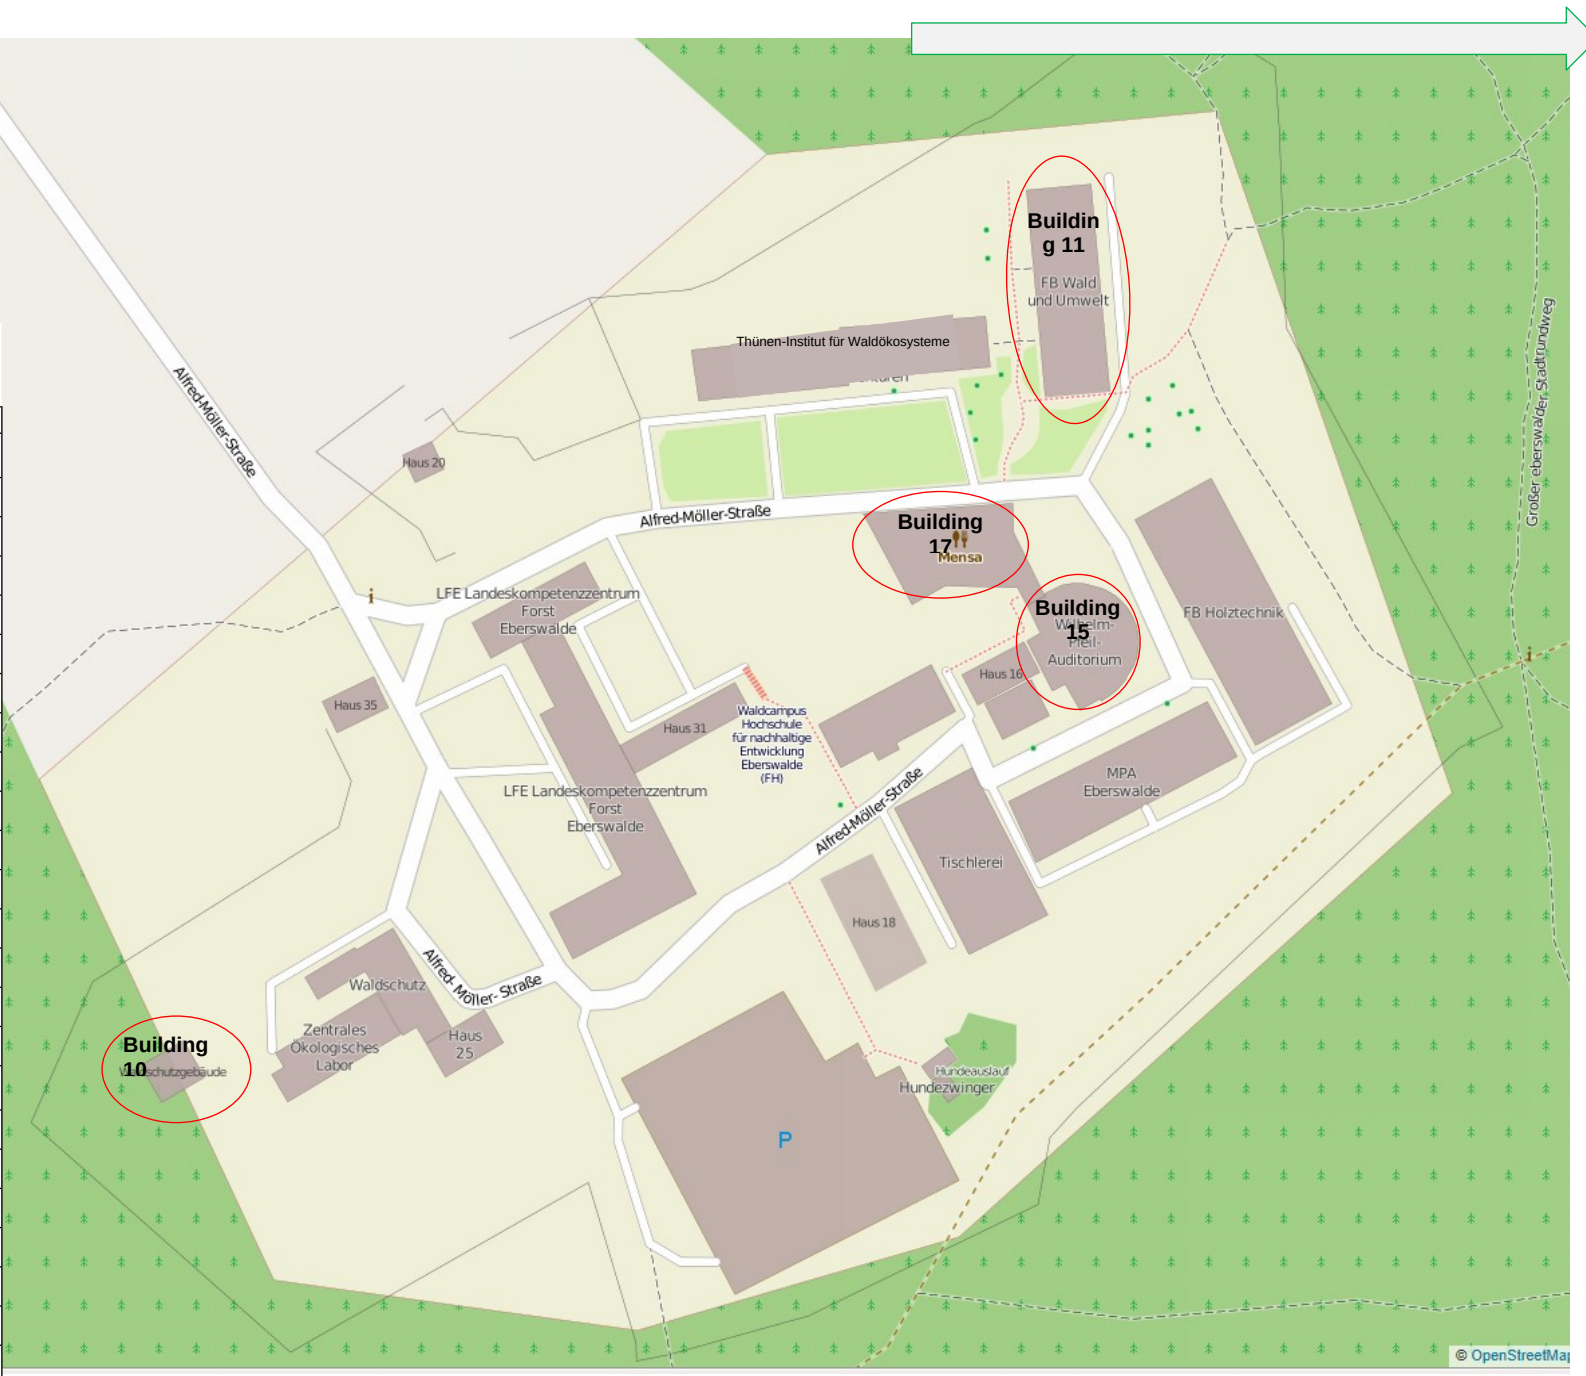 Buildin
g 11
FB Wald
und Umwelt
Thünen-Institut für Waldökosysteme
Alfred-Möller-Straße
Großer eberswalder Stadtrundweg
Haus 20
Alfred-Möller-Straße
Building
17
Mensa
i
LFE Landeskompetenzzentrum
Forst
Eberswalde
Building
15
Wilhelm-
Pfeil-
Auditorium
FB Holztechnik
i
Haus 16
Haus 35
Haus 31
Waldcampus
Hochschule
für nachhaltige
Entwicklung
Eberswalde
(FH)
MPA
Eberswalde
LFE Landeskompetenzzentrum
Forst
Eberswalde
Alfred-Möller-Straße
Tischlerei
Haus 18
Alfred- Möller- Straße
Waldschutz
Zentrales
Ökologisches
Labor
Haus
25
Building
10
Waldschutzgebäude
Hundeauslauf
Hundezwinger
P
© OpenStreetMap